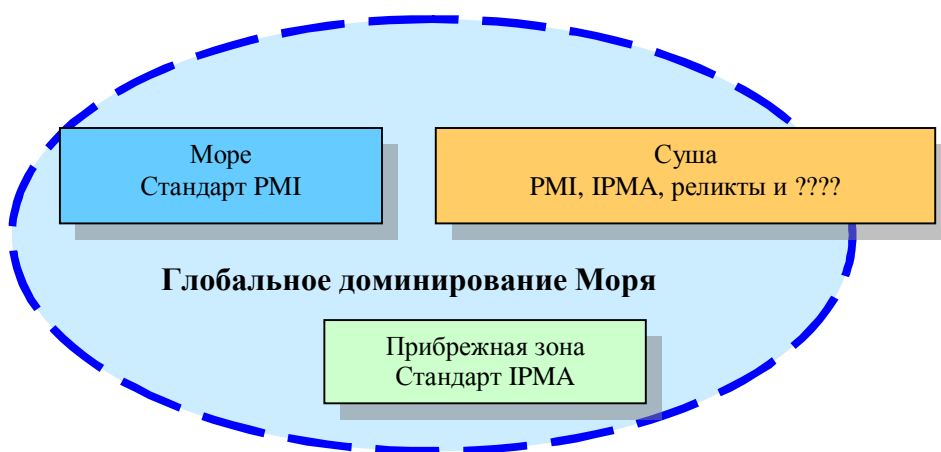 Море
Стандарт PMI
Суша
PMI, IPMA, реликты и ????
Глобальное доминирование Моря
Прибрежная зона
Стандарт IPMA